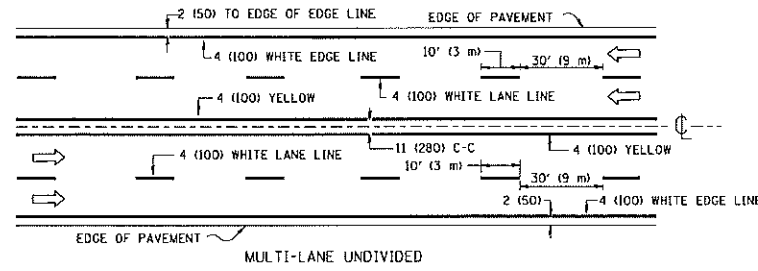 2 (50) TO EDGE OF EDGE LINE
EDGE OF PAVEMENT
4 (100) WHITE EDGE LINE
10' (3 m)
30' (9 m)
4 (100) YELLOW
4 (100) WHITE LANE LINE
℄
11 (280) C-C
4 (100) YELLOW
4 (100) WHITE LANE LINE
10' (3 m)
30' (9 m)
2 (50)
4 (100) WHITE EDGE LINE
EDGE OF PAVEMENT
MULTI-LANE UNDIVIDED